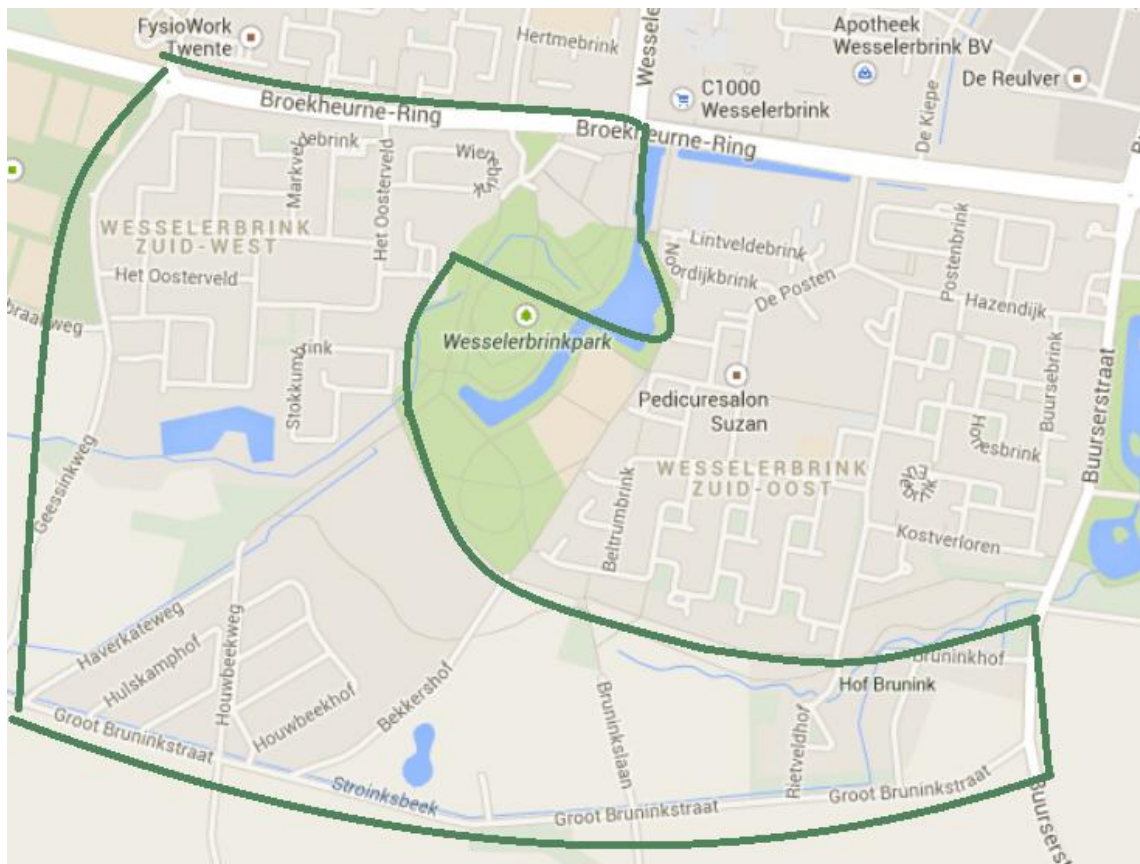 FysioWork
Twente
Hertmebrink
Apotheek
Wesselerbrink BV
De Reulver
C1000
Wesselerbrink
De Kiepe
Broekheurne-Ring
Broekheurne-Ring
Het Oosterveld
WESSELERBRINK
ZUID-WEST
Lintveldebrink
Postenbrink
Het Oosterveld
De Posten
Hazendijk
Wesselerbrinkpark
Buursebrink
Buurserstraat
Pedicuresalon
Suzan
WESSELERBRINK
ZUID-OOST
Geessinkweg
Beltrumbrink
Kostverloren
Haverkateweg
Hulskamphof
Houwbeekweg
Houwbeekhof
Bekkershof
Bruninkslaan
Bruninkhof
Hof Brunink
Rietveldhof
Groot Bruninkstraat
Stroinksbeek
Groot Bruninkstraat
Groot Bruninkstraat